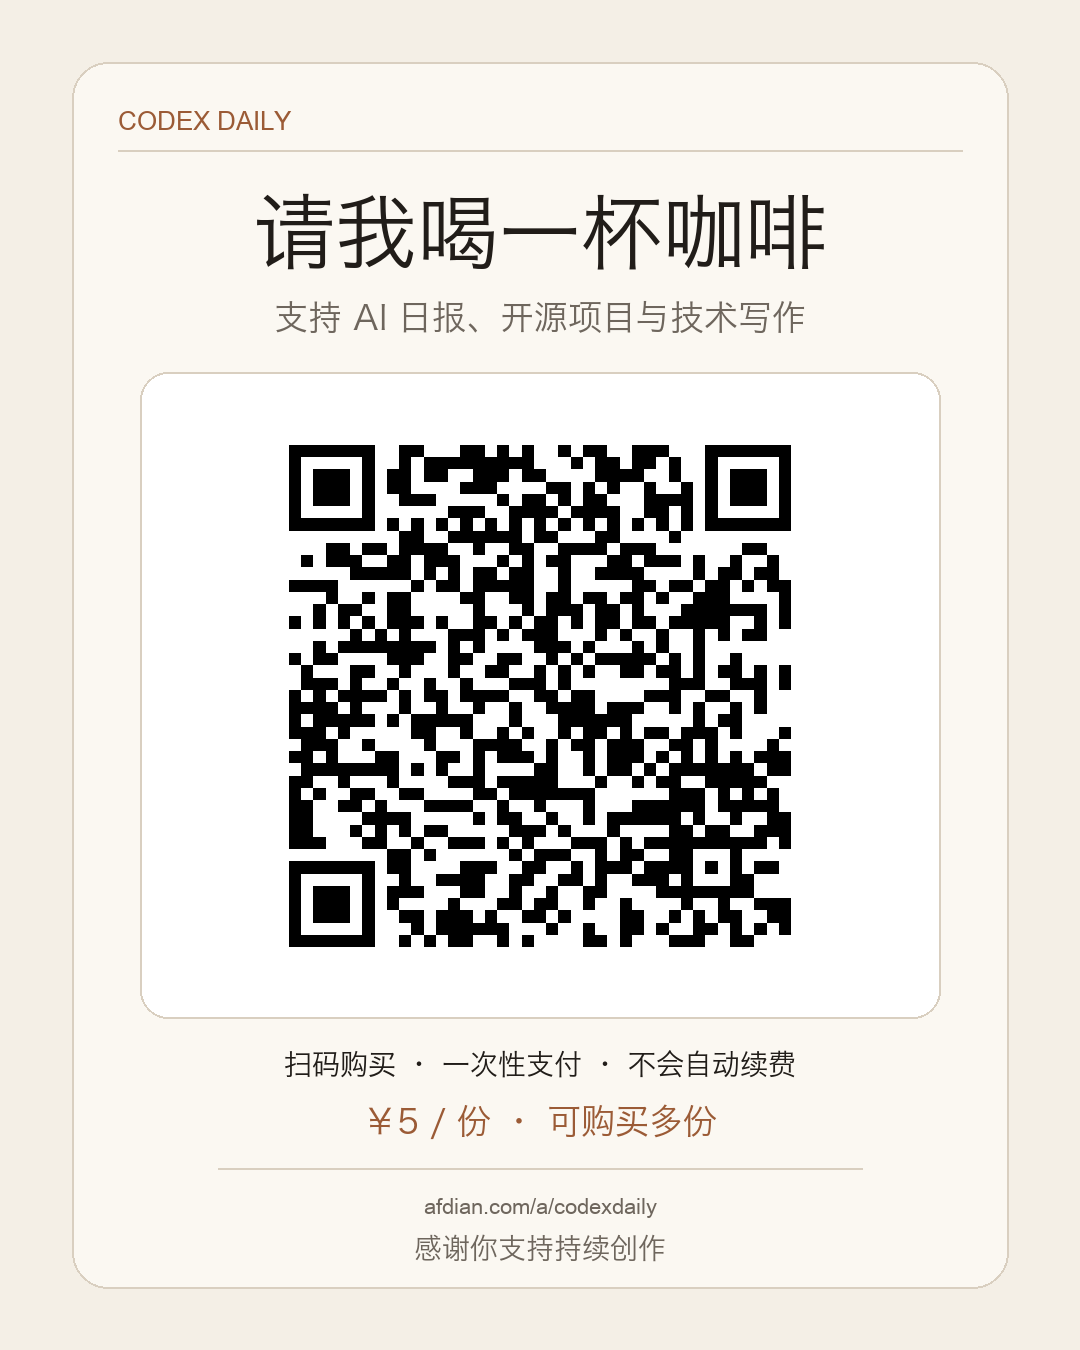 CODEX DAILY
请我喝一杯咖啡
支持 AI 日报、开源项目与技术写作
扫码购买 · 一次性支付 · 不会自动续费
¥5 / 份 · 可购买多份
afdian.com/a/codexdaily
感谢你支持持续创作